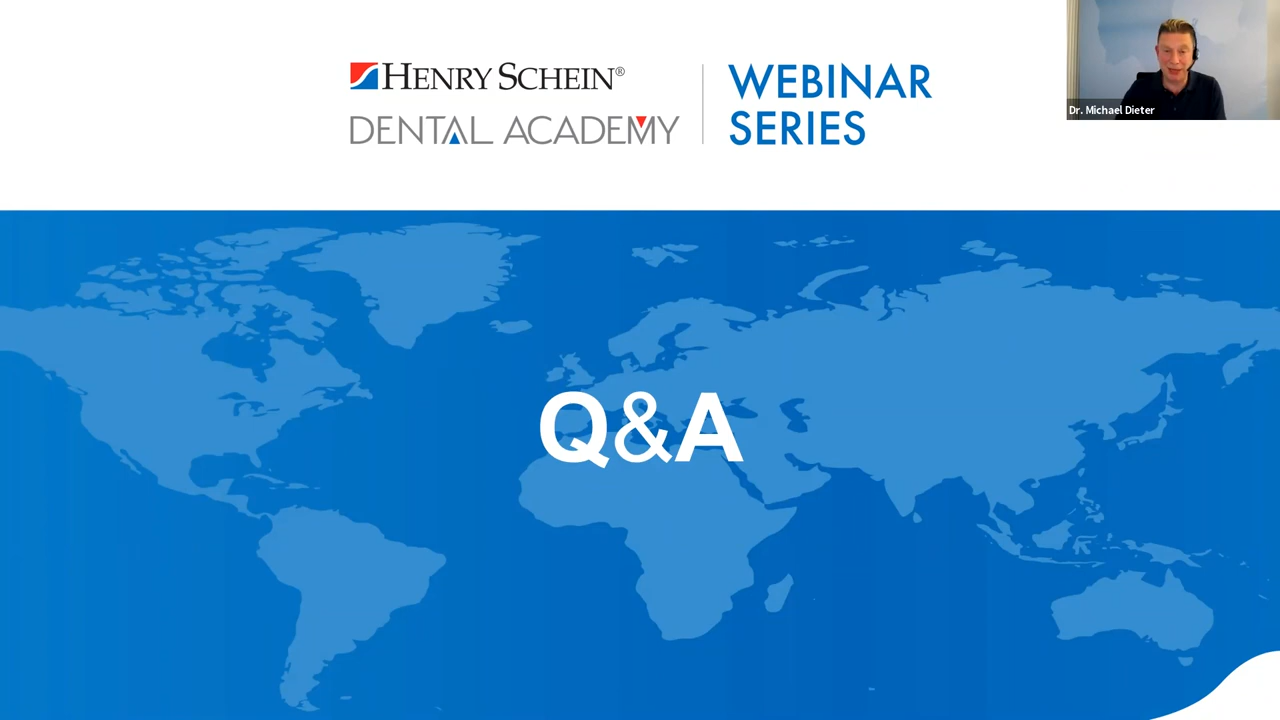 HENRY SCHEIN®
DENTAL ACADEMY
WEBINAR
SERIES
Dr. Michael Dieter
Q&A